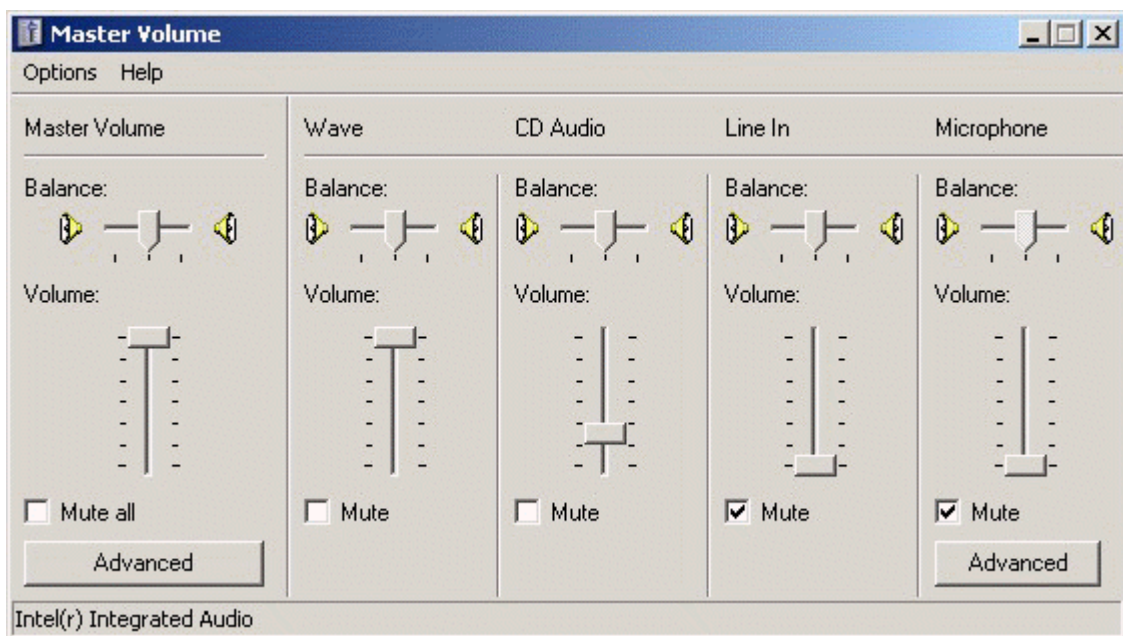 Master Volume
Options Help
Master Volume Wave CD Audio Line In Microphone
Balance: Balance: Balance: Balance: Balance:
Volume: Volume: Volume: Volume: Volume:
Mute all Mute Mute Mute Mute
Advanced Advanced
Intel(r) Integrated Audio